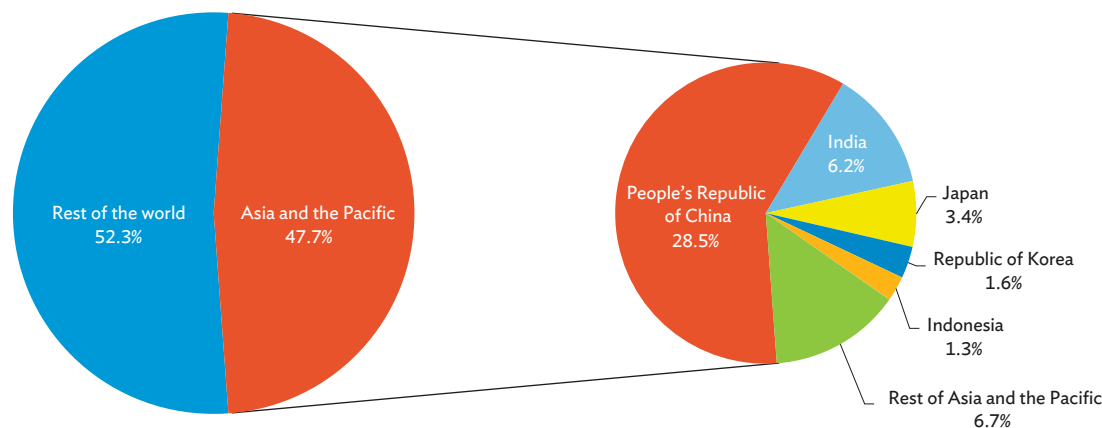 Rest of the world
52.3%
Asia and the Pacific
47.7%
People’s Republic
of China
28.5%
India
6.2%
Japan
3.4%
Republic of Korea
1.6%
Indonesia
1.3%
Rest of Asia and the Pacific
6.7%